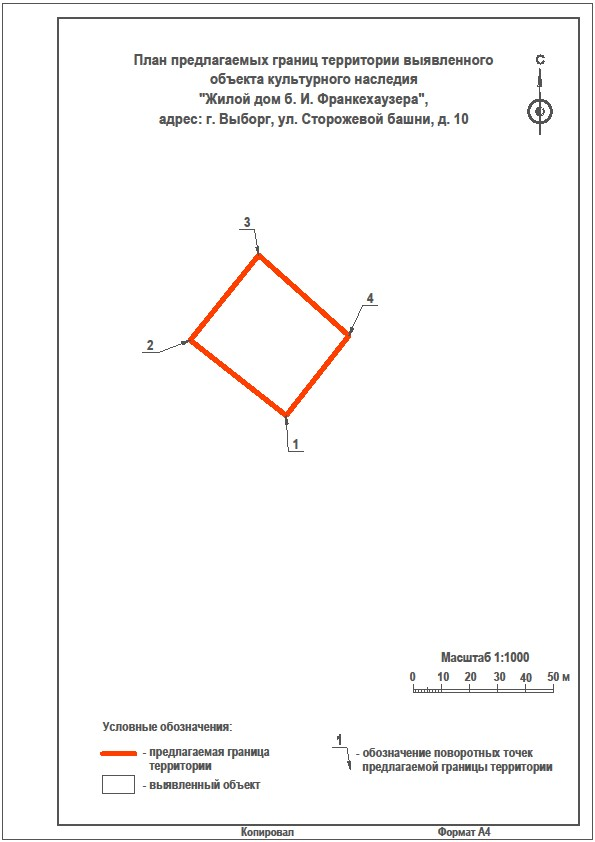 План предлагаемых границ территории выявленного
объекта культурного наследия
"Жилой дом б. И. Франкехаузера",
адрес: г. Выборг, ул. Сторожевой башни, д. 10
С
3
4
2
1
Масштаб 1:1000
0 10 20 30 40 50 м
Условные обозначения:
- предлагаемая граница
территории
- выявленный объект
1
- обозначение поворотных точек
предлагаемой границы территории
Копировал Формат А4